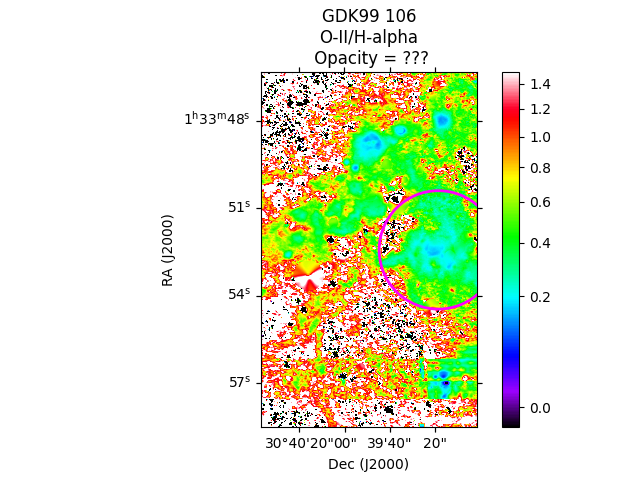 GDK99 106
O-II/H-alpha
Opacity = ???
1ʰ33ᵐ48ˢ
51ˢ
54ˢ
57ˢ
RA (J2000)
30°40'20"00" 39'40" 20"
Dec (J2000)
1.4
1.2
1.0
0.8
0.6
0.4
0.2
0.0